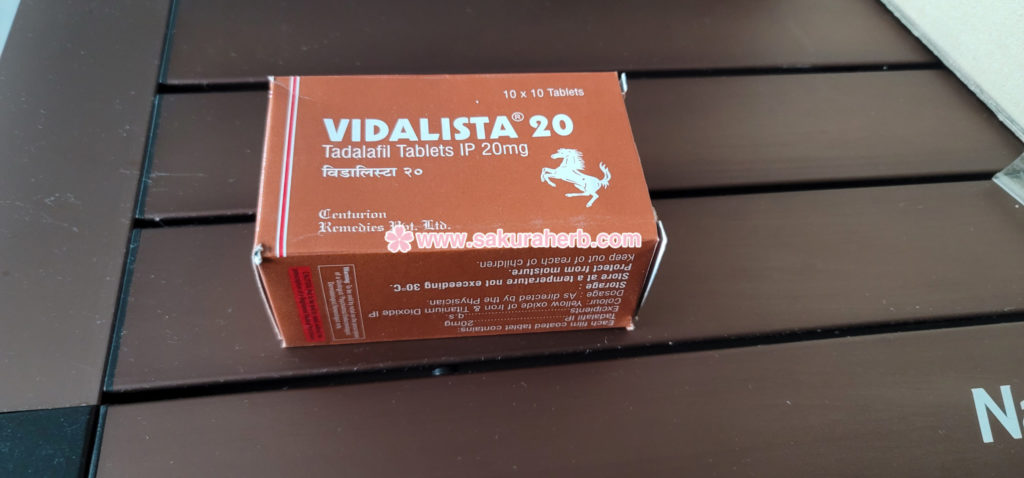 10 x 10 Tablets
VIDALISTA® 20
Tadalafil Tablets IP 20mg
विडालिस्टा २०
Centurion
Remedies Pvt. Ltd.
www.sakuraherb.com
Each film coated tablet contains:
Tadalafil IP 20mg
Excipients q.s.
Colour: Yellow oxide of Iron & Titanium Dioxide IP
Dosage : As directed by the Physician.
Storage :
Store at a temperature not exceeding 30°C.
Protect from moisture.
Keep out of reach of children.